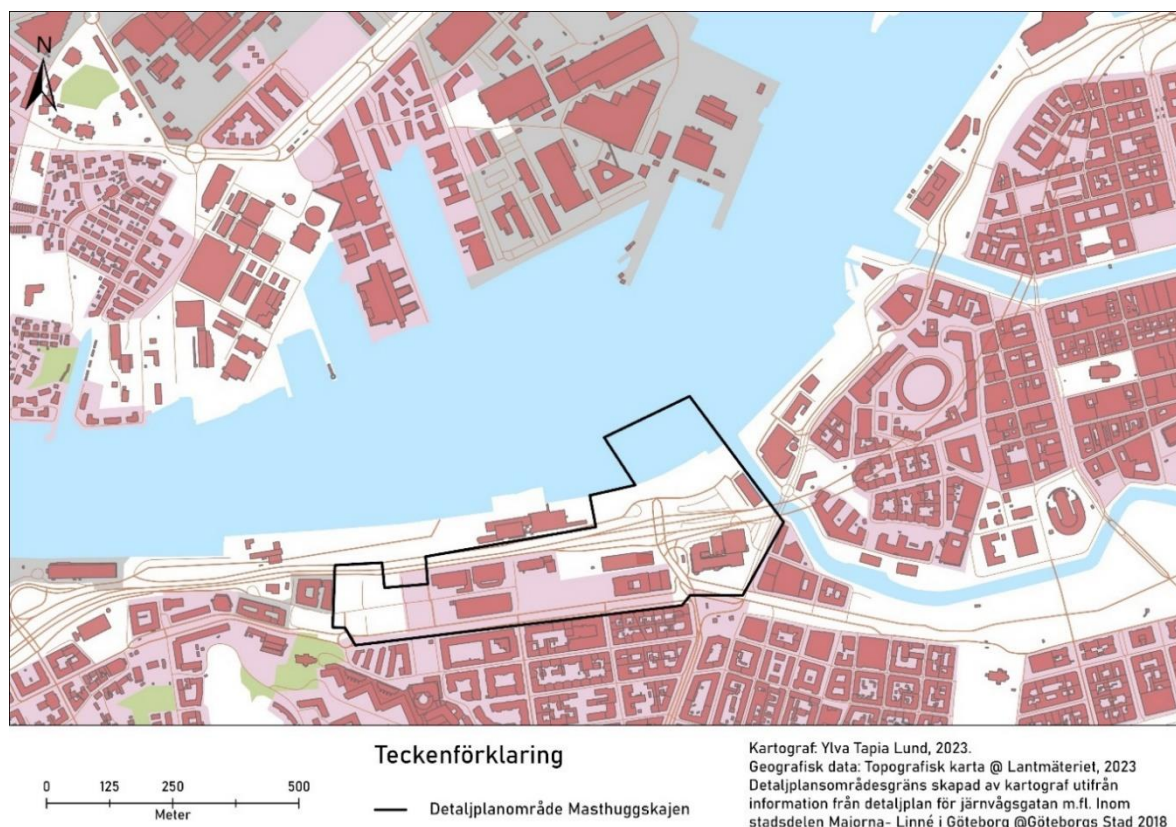 N
Teckenförklaring
0 125 250 500
Meter
Detaljplanområde Masthuggskajen
Kartograf: Ylva Tapia Lund, 2023.
Geografisk data: Topografisk karta @ Lantmäteriet, 2023
Detaljplansområdesgräns skapad av kartograf utifrån
information från detaljplan för järnvågsgatan m.fl. Inom
stadsdelen Majorna- Linné i Göteborg @Göteborgs Stad 2018